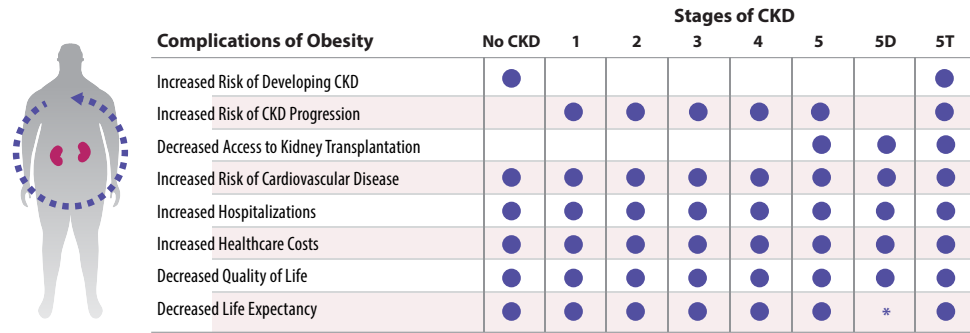 Stages of CKD
Complications of Obesity No CKD 1 2 3 4 5 5D 5T
Increased Risk of Developing CKD
Increased Risk of CKD Progression
Decreased Access to Kidney Transplantation
Increased Risk of Cardiovascular Disease
Increased Hospitalizations
Increased Healthcare Costs
Decreased Quality of Life
Decreased Life Expectancy *